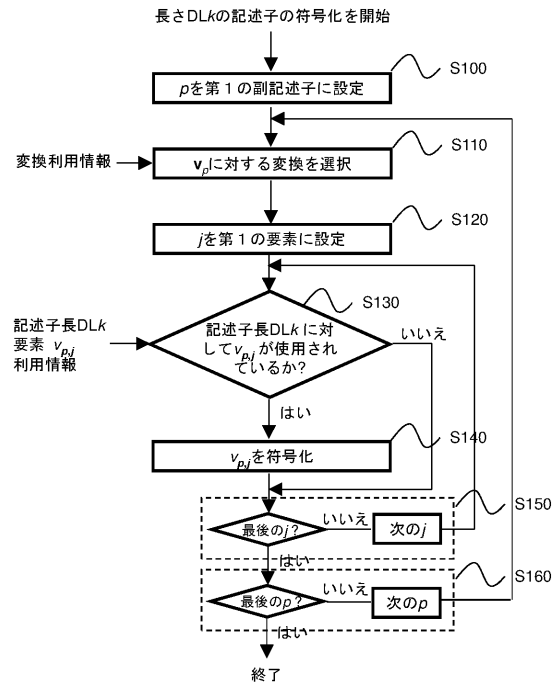 長さDLkの記述子の符号化を開始
S100
pを第１の副記述子に設定
S110
変換利用情報
vpに対する変換を選択
S120
jを第１の要素に設定
S130
記述子長DLk
要素 vp,j
利用情報
記述子長DLk に対
してvp,j が使用され
ているか?
いいえ
はい
S140
vp,jを符号化
S150
最後のj？
いいえ
次のj
はい
S160
最後のp？
いいえ
次のp
はい
終了